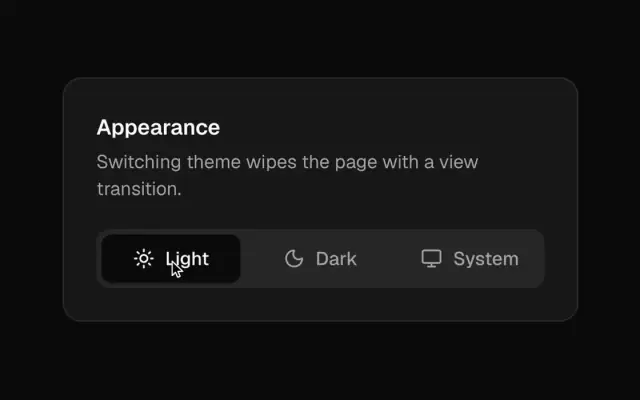 Appearance
Switching theme wipes the page with a view
transition.
Light
Dark
System